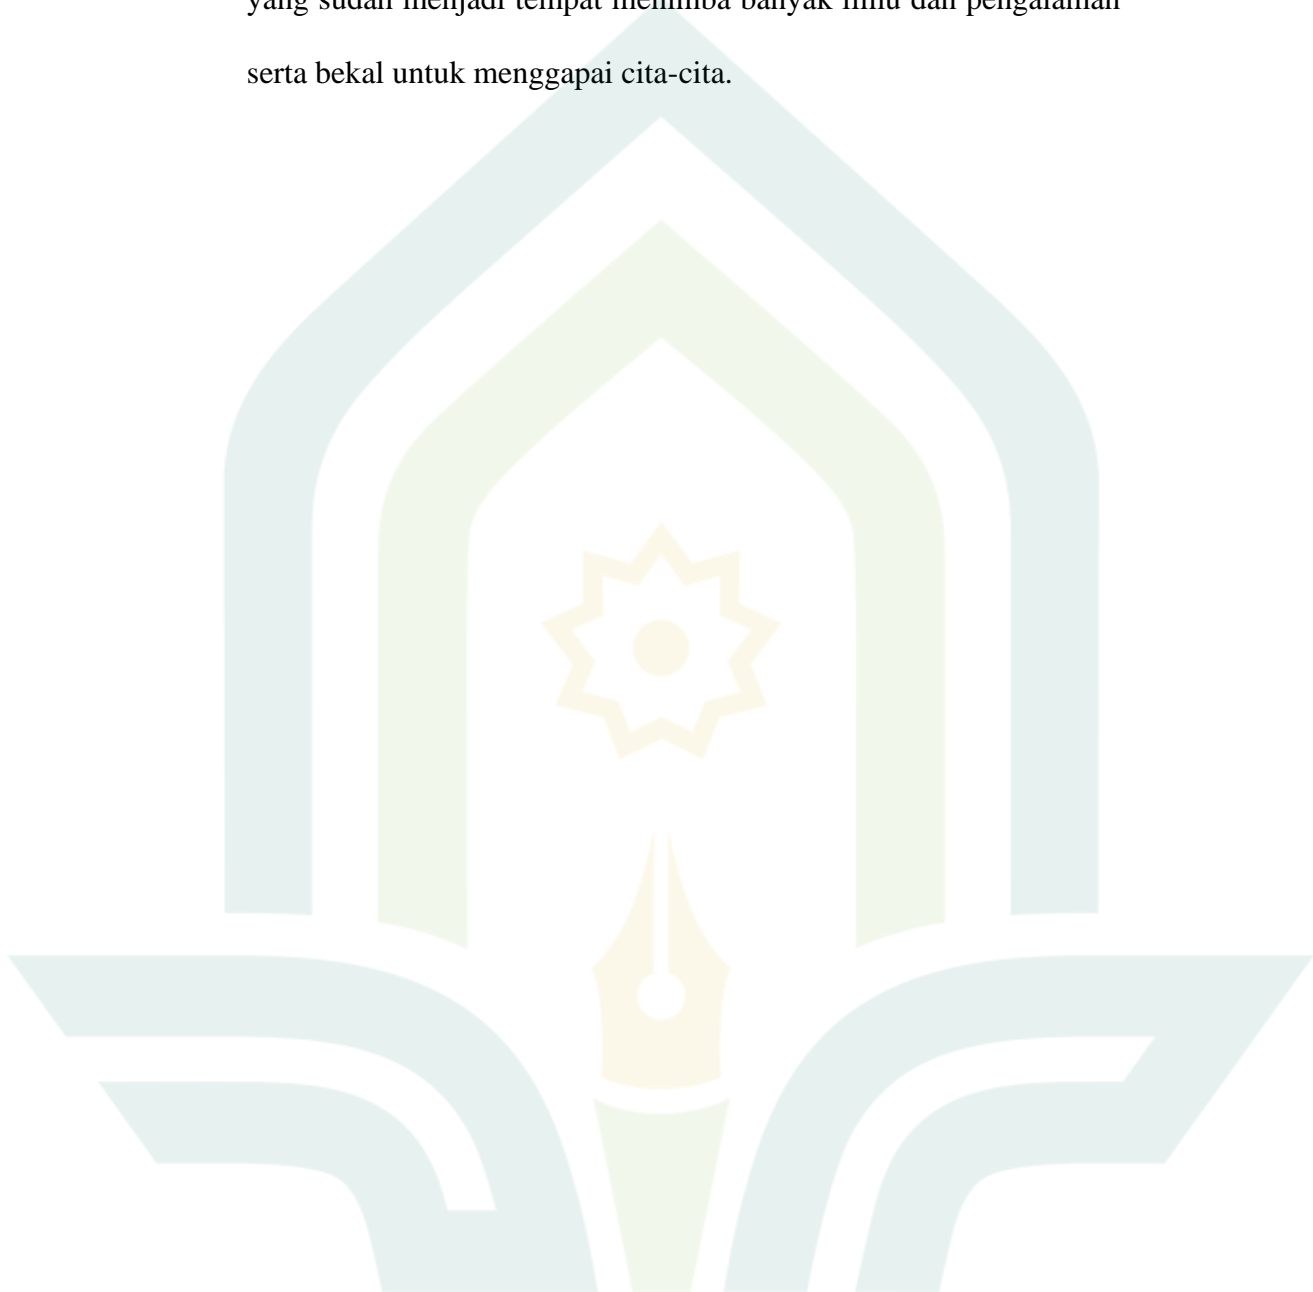 yang sudah menjadi tempat menimba banyak ilmu dan pengalaman
serta bekal untuk menggapai cita-cita.